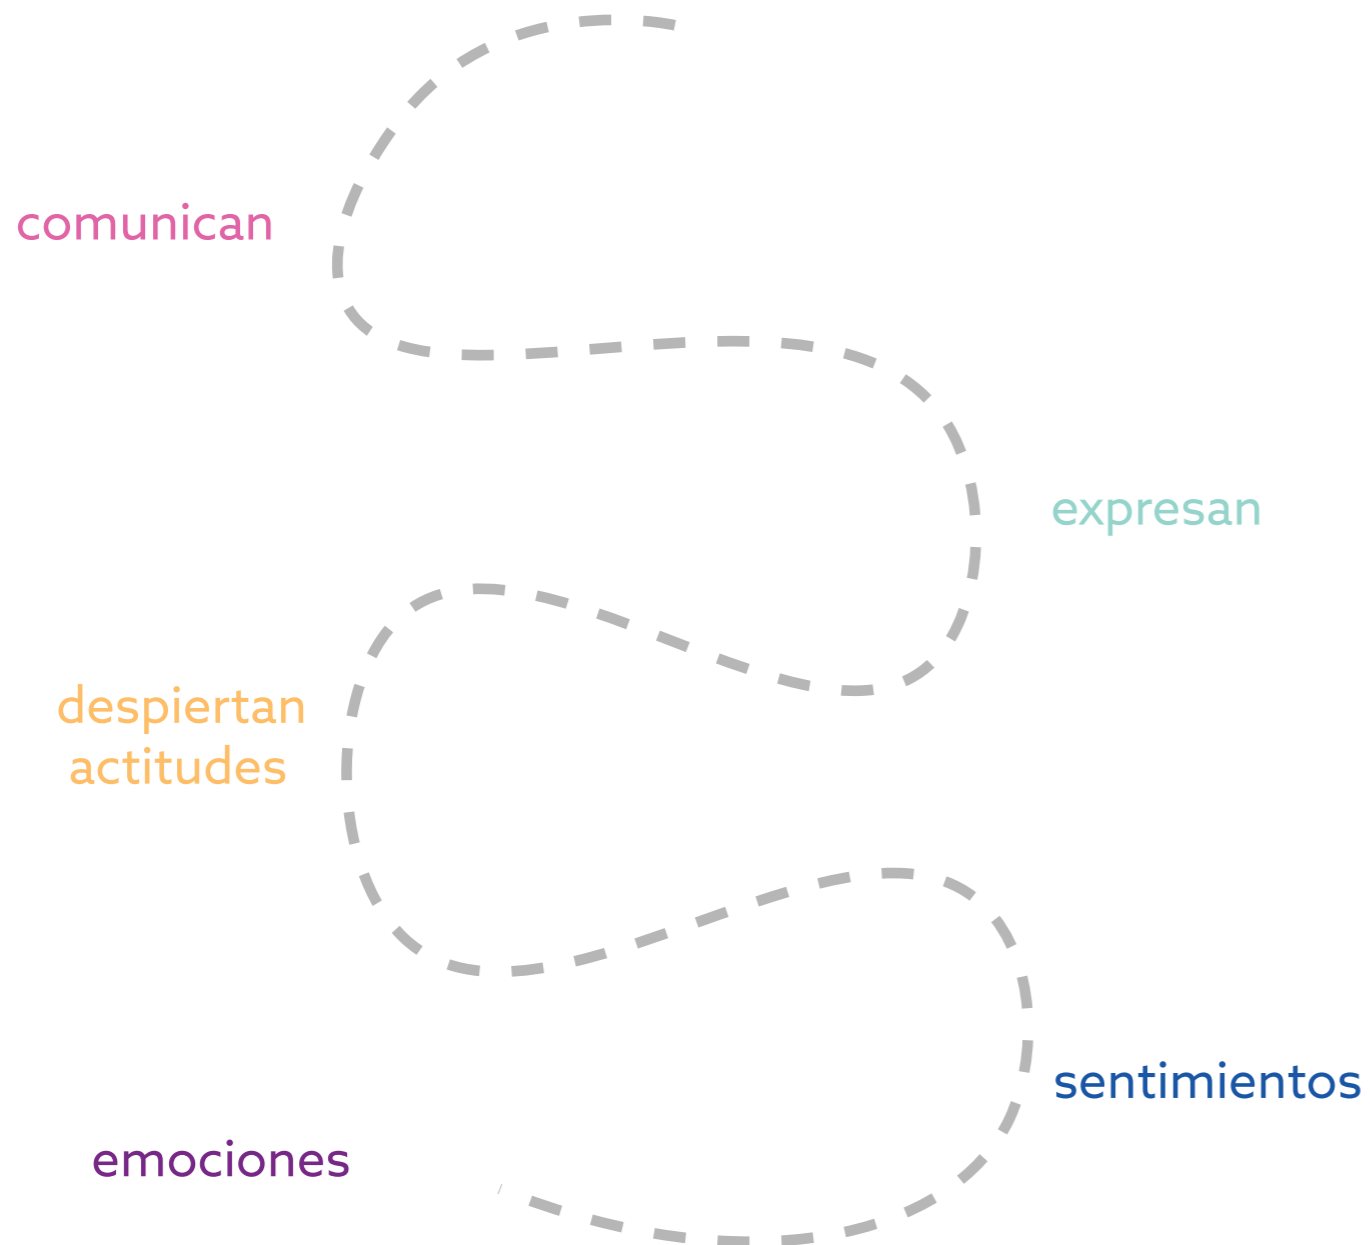 comunican
expresan
despiertan
actitudes
sentimientos
emociones